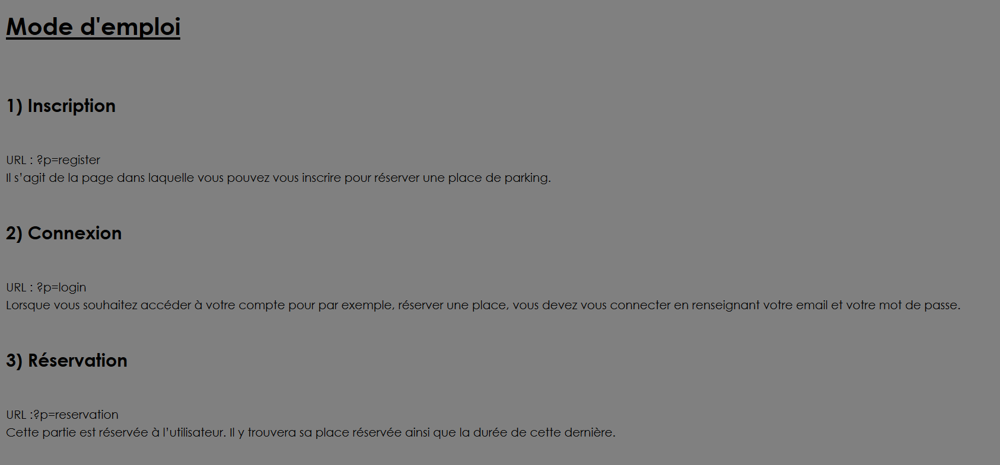 Mode d'emploi
1) Inscription
URL : ?p=register
Il s’agit de la page dans laquelle vous pouvez vous inscrire pour réserver une place de parking.
2) Connexion
URL : ?p=login
Lorsque vous souhaitez accéder à votre compte pour par exemple, réserver une place, vous devez vous connecter en renseignant votre email et votre mot de passe.
3) Réservation
URL :?p=reservation
Cette partie est réservée à l’utilisateur. Il y trouvera sa place réservée ainsi que la durée de cette dernière.